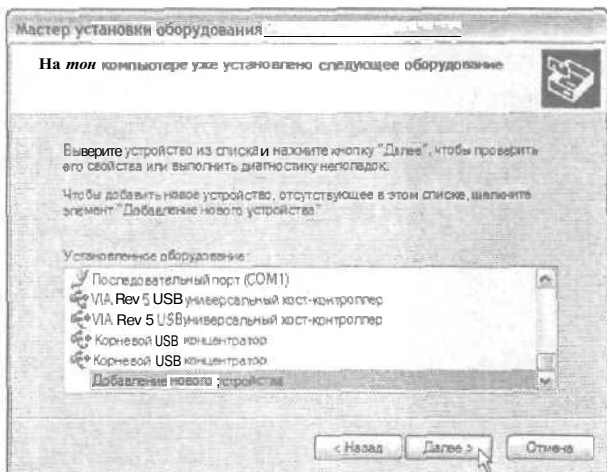 Мастер установки оборудования
На тон компьютере уже установлено следующее оборудование
Выверите устройство из списка и нажмите кнопку "Далее", чтобы проверить
его свойства или выполнить диагностику неполадок.
Чтобы добавить новое устройство, отсутствующее в этом списке, щелкните
элемент "Добавление нового устройства"
Установленное оборудование:
Последовательный порт (COM1)
VIA Rev 5 USB универсальный хост-контроллер
VIA Rev 5 USB универсальный хост-контроллер
Корневой USB концентратор
Корневой USB концентратор
Добавление нового ;стройства
< Назад
Далее >
Отмена